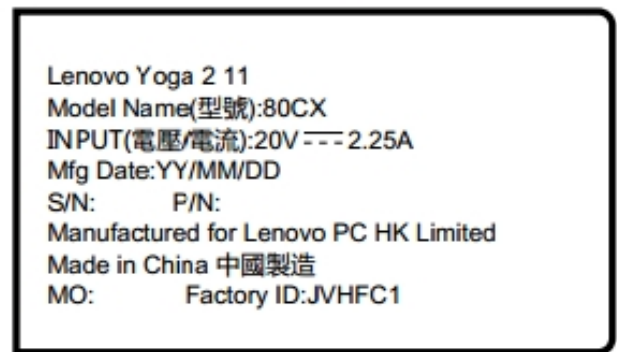 Lenovo Yoga 2 11
Model Name(型號):80CX
INPUT(電壓/電流):20V ⎓ 2.25A
Mfg Date:YY/MM/DD
S/N: P/N:
Manufactured for Lenovo PC HK Limited
Made in China 中國製造
MO: Factory ID:JVHFC1